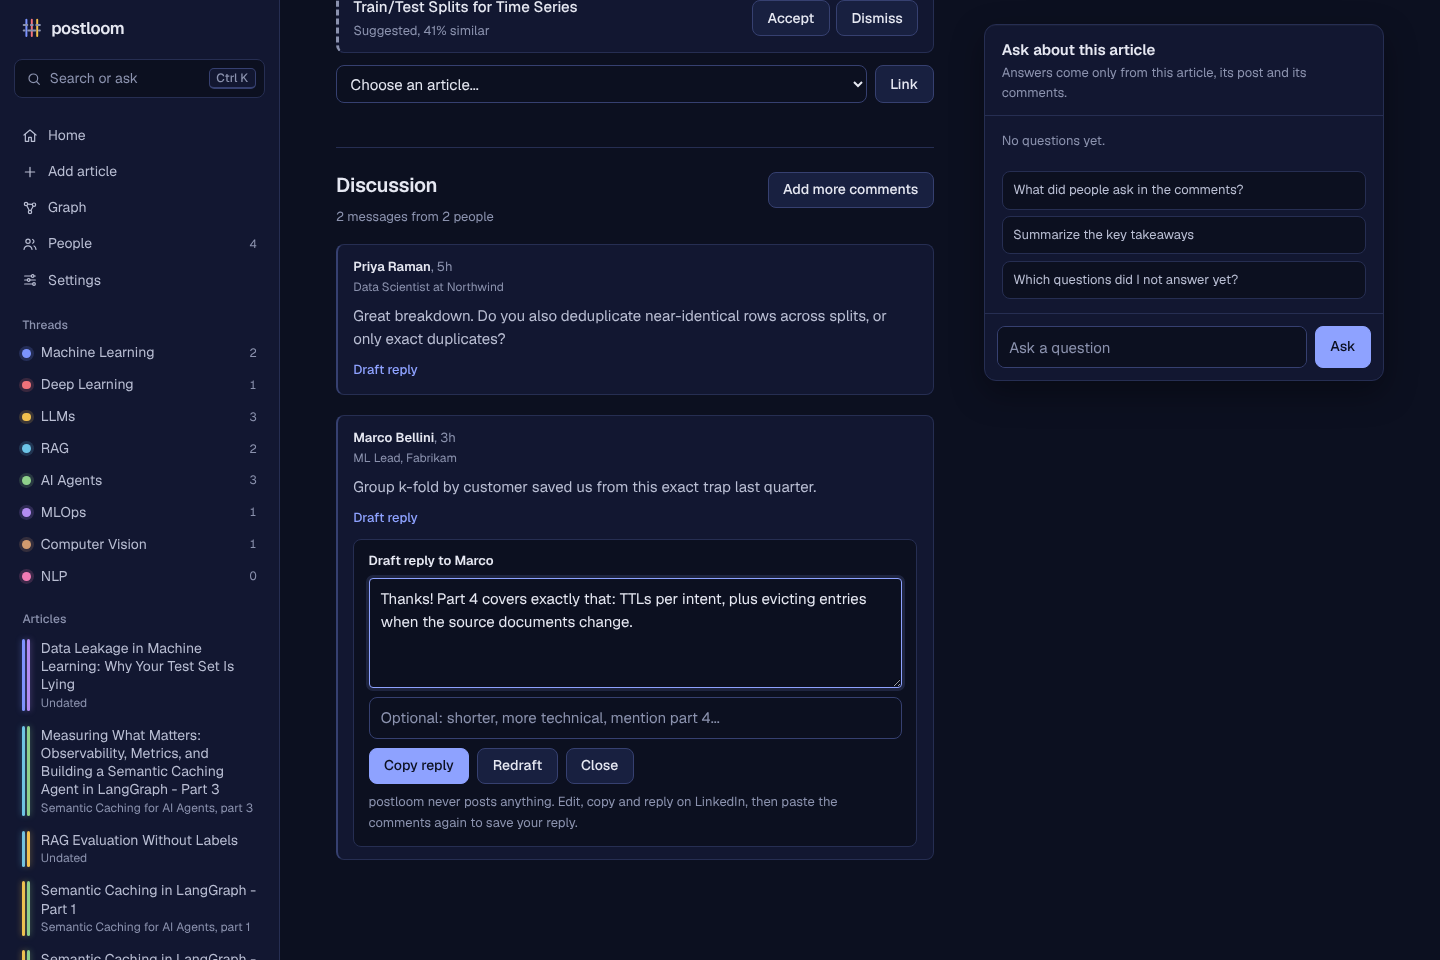 postloom
Search or ask
Ctrl K
Home
Add article
Graph
People 4
Settings
Threads
Machine Learning 2
Deep Learning 1
LLMs 3
RAG 2
AI Agents 3
MLOps 1
Computer Vision 1
NLP 0
Articles
Data Leakage in Machine
Learning: Why Your Test Set Is
Lying
Undated
Measuring What Matters:
Observability, Metrics, and
Building a Semantic Caching
Agent in LangGraph - Part 3
Semantic Caching for AI Agents, part 3
RAG Evaluation Without Labels
Undated
Semantic Caching in LangGraph -
Part 1
Semantic Caching for AI Agents, part 1
Semantic Caching in LangGraph -
Train/Test Splits for Time Series
Suggested, 41% similar
Accept
Dismiss
Choose an article...
Link
Discussion
2 messages from 2 people
Add more comments
Priya Raman, 5h
Data Scientist at Northwind
Great breakdown. Do you also deduplicate near-identical rows across splits, or
only exact duplicates?
Draft reply
Marco Bellini, 3h
ML Lead, Fabrikam
Group k-fold by customer saved us from this exact trap last quarter.
Draft reply
Draft reply to Marco
Thanks! Part 4 covers exactly that: TTLs per intent, plus evicting entries
when the source documents change.
Optional: shorter, more technical, mention part 4...
Copy reply
Redraft
Close
postloom never posts anything. Edit, copy and reply on LinkedIn, then paste the
comments again to save your reply.
Ask about this article
Answers come only from this article, its post and its
comments.
No questions yet.
What did people ask in the comments?
Summarize the key takeaways
Which questions did I not answer yet?
Ask a question
Ask